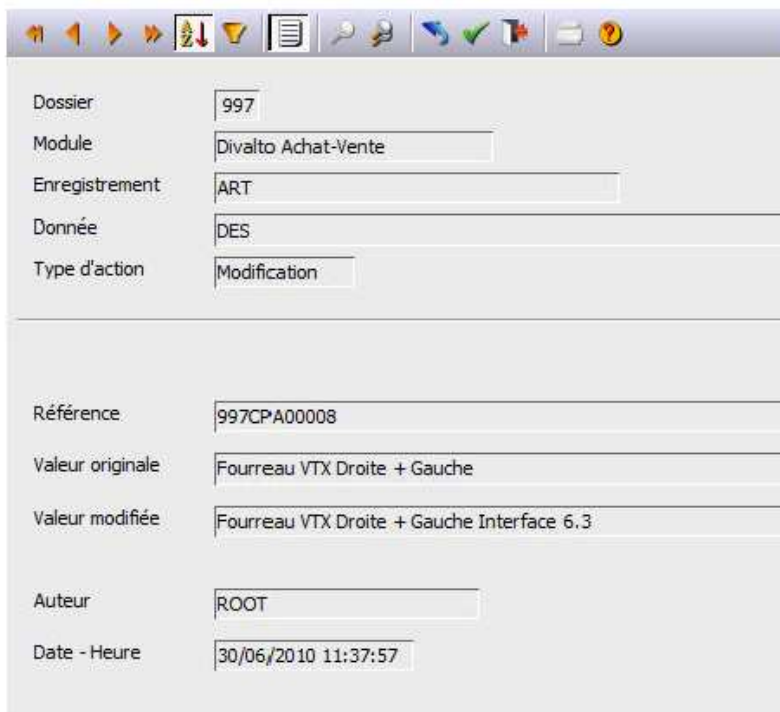 Dossier 997
Module Divalto Achat-Vente
Enregistrement ART
Donnée DES
Type d'action Modification
Référence 997CPA00008
Valeur originale Fourreau VTX Droite + Gauche
Valeur modifiée Fourreau VTX Droite + Gauche Interface 6.3
Auteur ROOT
Date - Heure 30/06/2010 11:37:57